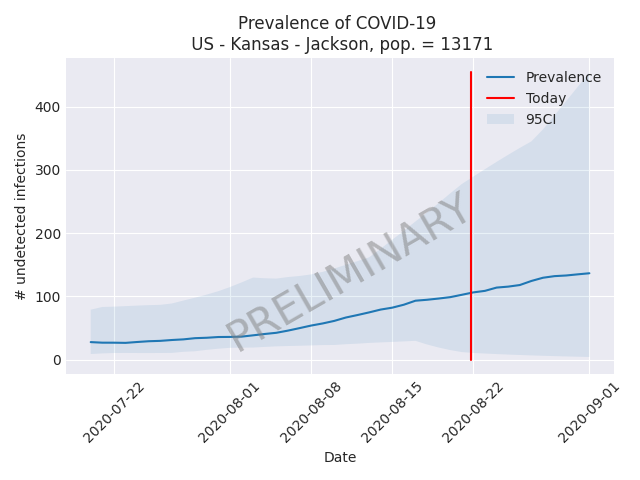 Prevalence of COVID-19
US - Kansas - Jackson, pop. = 13171
Prevalence
Today
95CI
400
300
200
100
0
# undetected infections
PRELIMINARY
2020-07-22
2020-08-01
2020-08-08
2020-08-15
2020-08-22
2020-09-01
Date